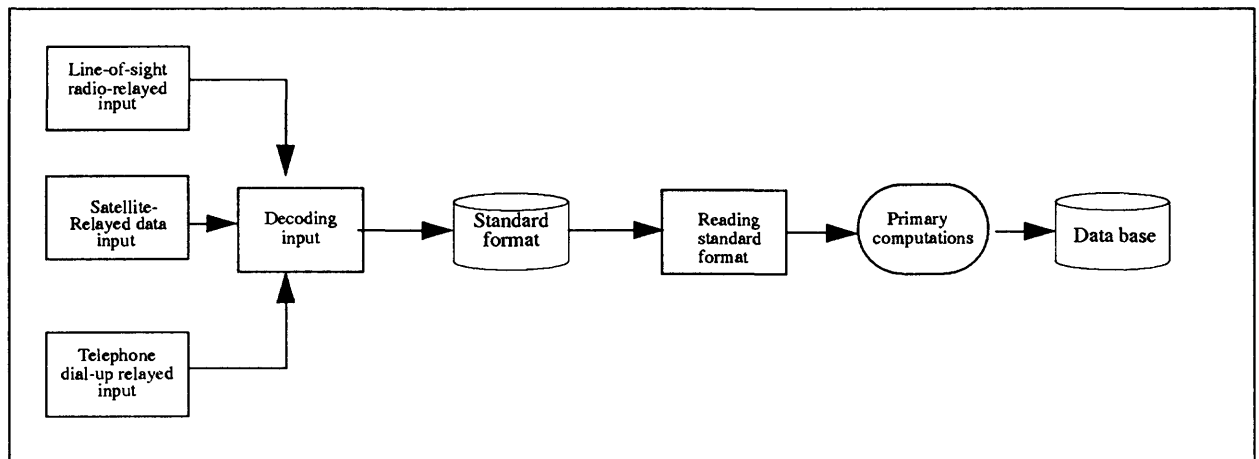 Line-of-sight
radio-relayed
input
Satellite-
Relayed data
input
Telephone
dial-up relayed
input
Decoding
input
Standard
format
Reading
standard
format
Primary
computations
Data base